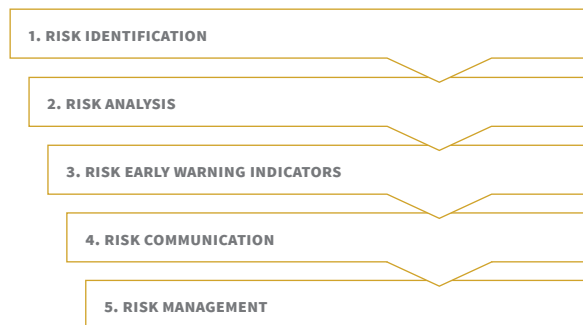 1. RISK IDENTIFICATION
2. RISK ANALYSIS
3. RISK EARLY WARNING INDICATORS
4. RISK COMMUNICATION
5. RISK MANAGEMENT